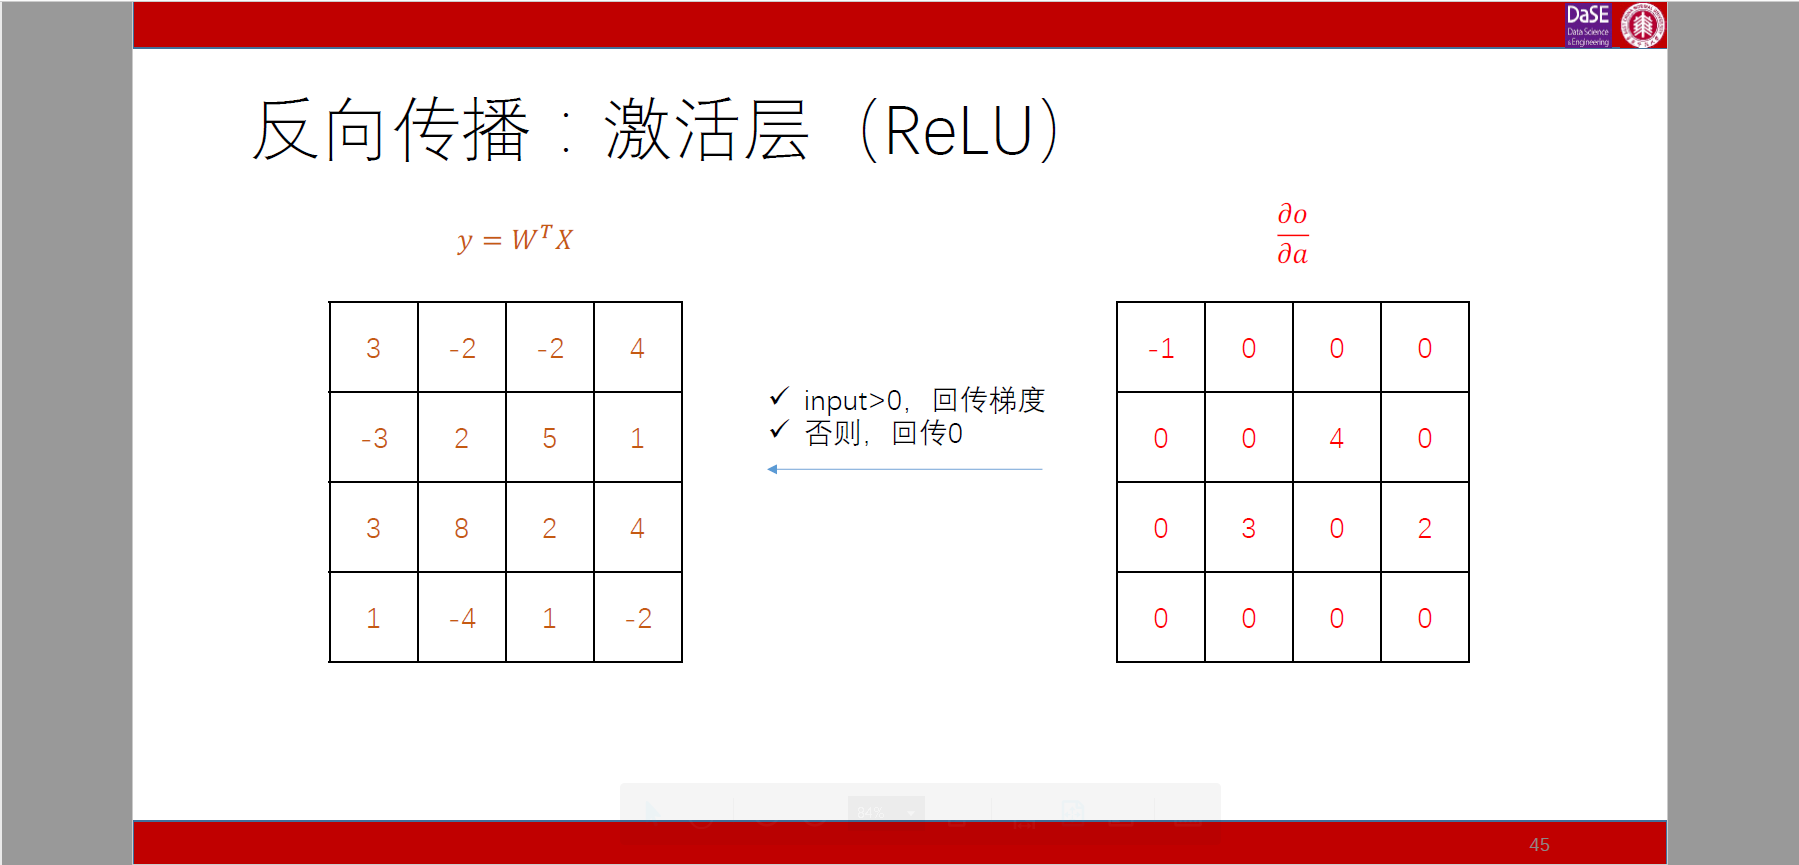 DaSE
Data Science
& Engineering
反向传播：激活层（ReLU）
y = WᵀX
∂o
∂a
3 -2 -2 4
-3 2 5 1
3 8 2 4
1 -4 1 -2
✓ input>0，回传梯度
✓ 否则，回传0
-1 0 0 0
0 0 4 0
0 3 0 2
0 0 0 0
84%
45